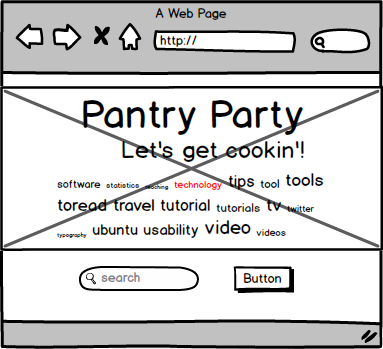 A Web Page
http://
Pantry Party
Let's get cookin'!
software statistics teaching technology tips tool tools
toread travel tutorial tutorials tv twitter
typography ubuntu usability video videos
search Button